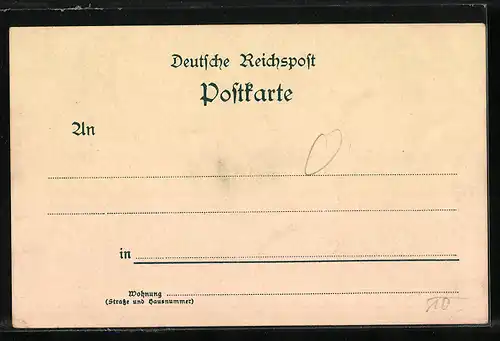 Deutsche Reichspost
Postkarte
An
in
Wohnung
(Straße und Hausnummer)